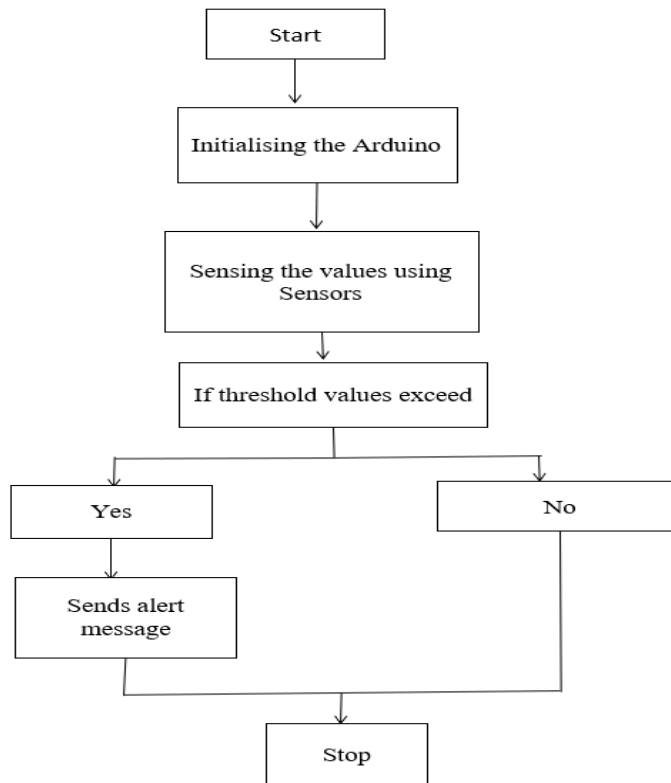 Start
Initialising the Arduino
Sensing the values using
Sensors
If threshold values exceed
Yes
No
Sends alert
message
Stop